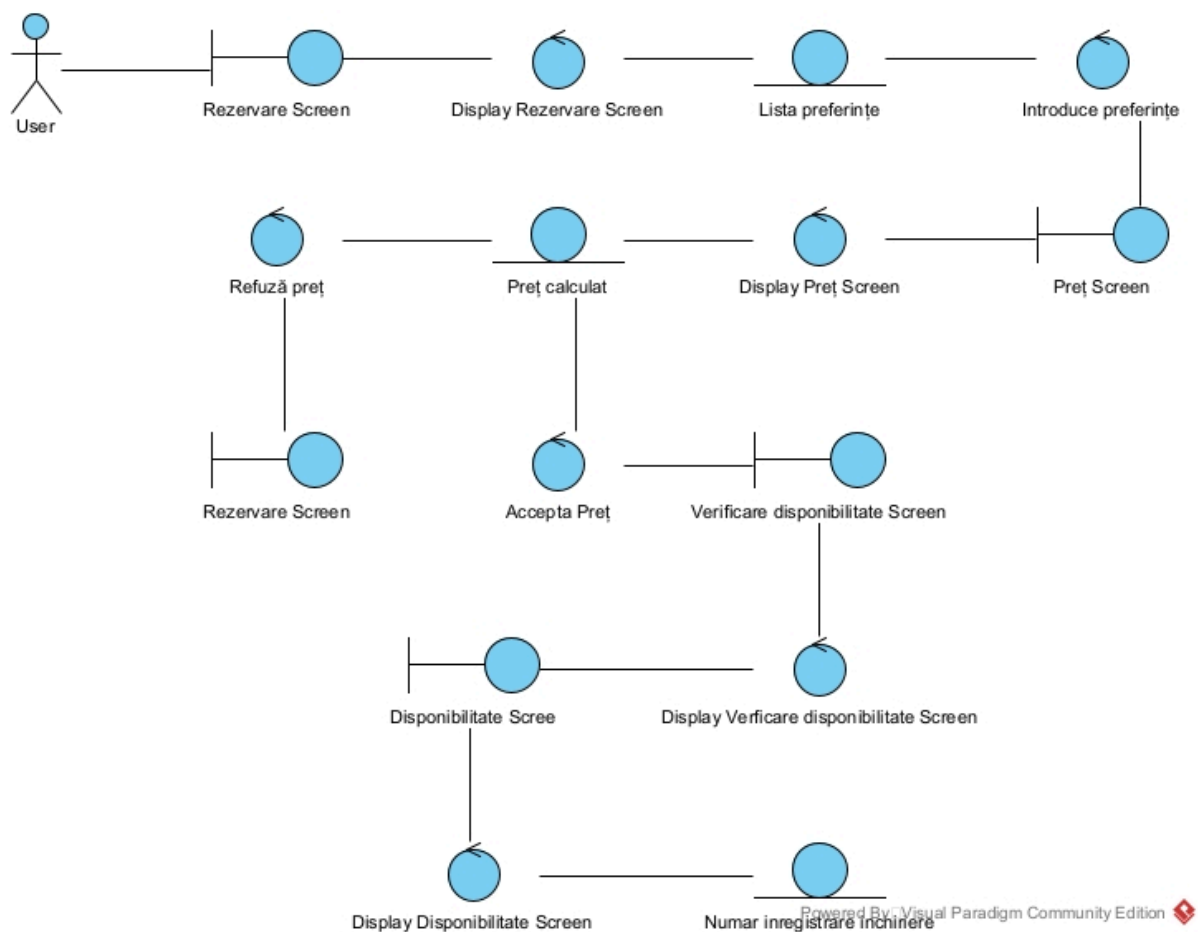 User
Rezervare Screen
Display Rezervare Screen
Lista preferințe
Introduce preferințe
Refuză preț
Preț calculat
Display Preț Screen
Preț Screen
Rezervare Screen
Accepta Preț
Verificare disponibilitate Screen
Disponibilitate Scree
Display Verficare disponibilitate Screen
Display Disponibilitate Screen
Numar inregistrare inchiriere
Powered By Visual Paradigm Community Edition